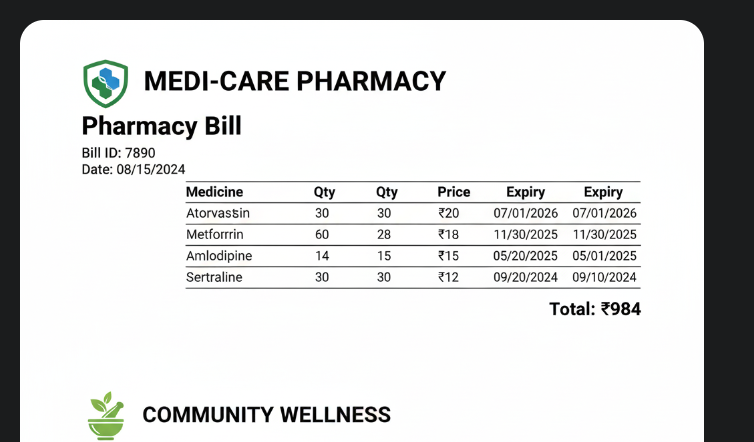 MEDI-CARE PHARMACY
Pharmacy Bill
Bill ID: 7890
Date: 08/15/2024
Medicine Qty Qty Price Expiry Expiry
Atorvassin 30 30 ₹20 07/01/2026 07/01/2026
Metforrrin 60 28 ₹18 11/30/2025 11/30/2025
Amlodipine 14 15 ₹15 05/20/2025 05/01/2025
Sertraline 30 30 ₹12 09/20/2024 09/10/2024
Total: ₹984
COMMUNITY WELLNESS